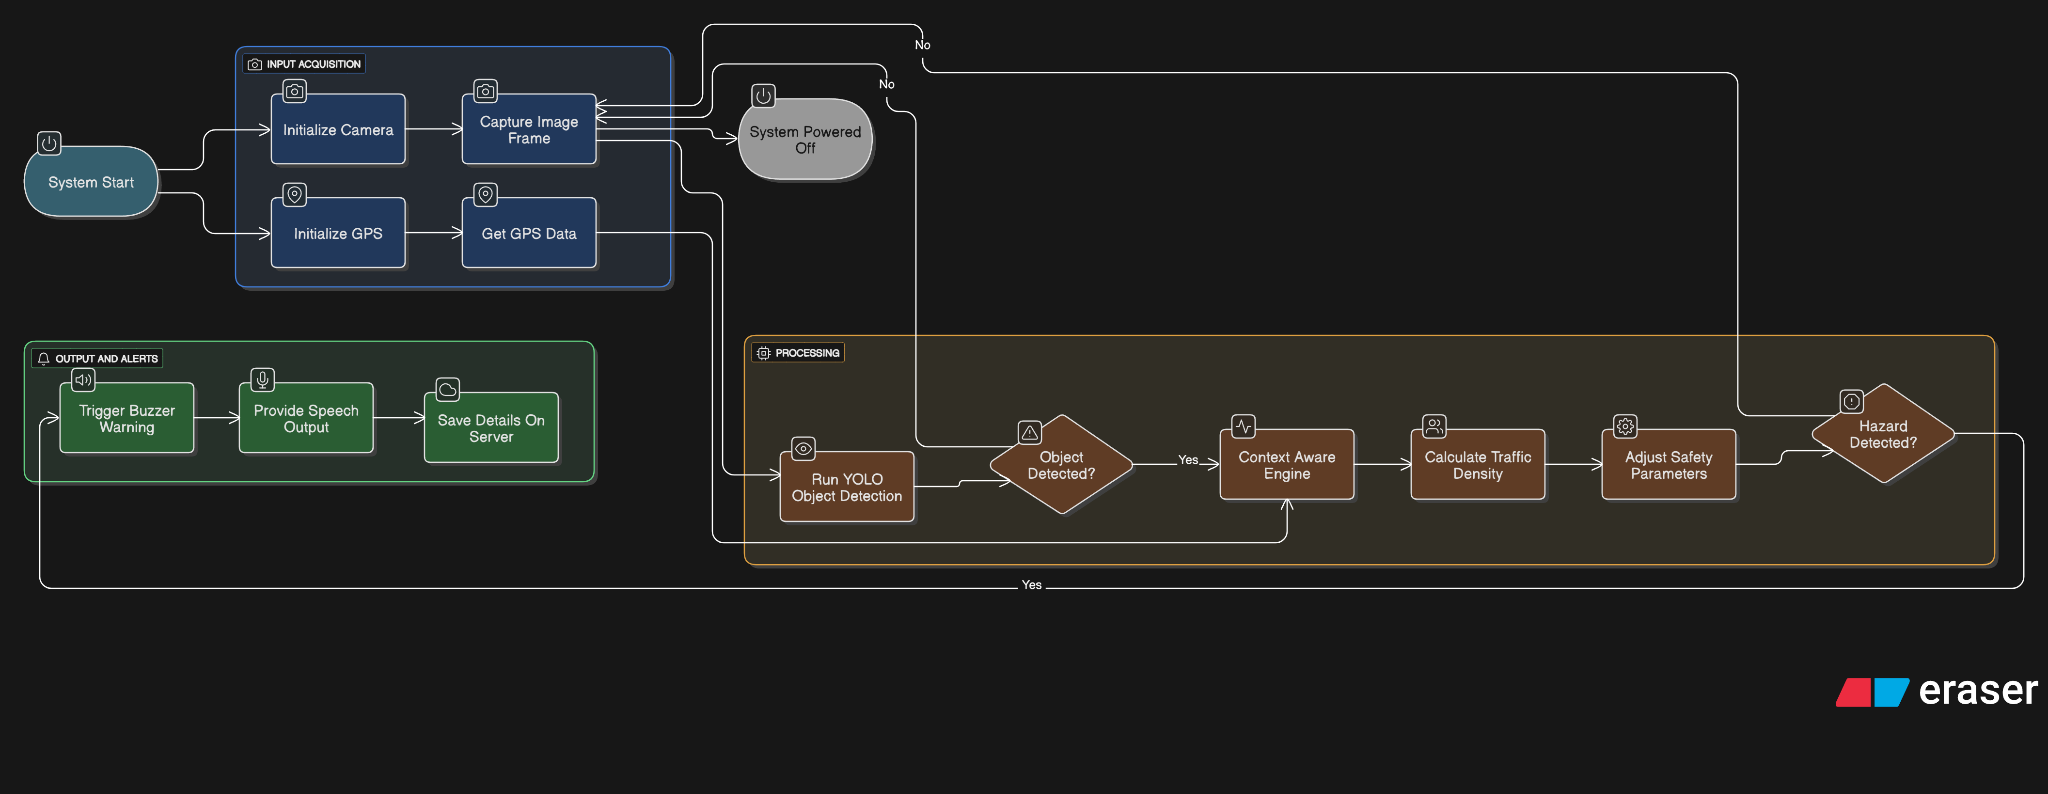 No
INPUT ACQUISITION
No
Initialize Camera
Capture Image
Frame
System Powered
Off
System Start
Initialize GPS
Get GPS Data
OUTPUT AND ALERTS
Trigger Buzzer
Warning
Provide Speech
Output
Save Details On
Server
PROCESSING
Run YOLO
Object Detection
Object
Detected?
Yes
Context Aware
Engine
Calculate Traffic
Density
Adjust Safety
Parameters
Hazard
Detected?
Yes
eraser